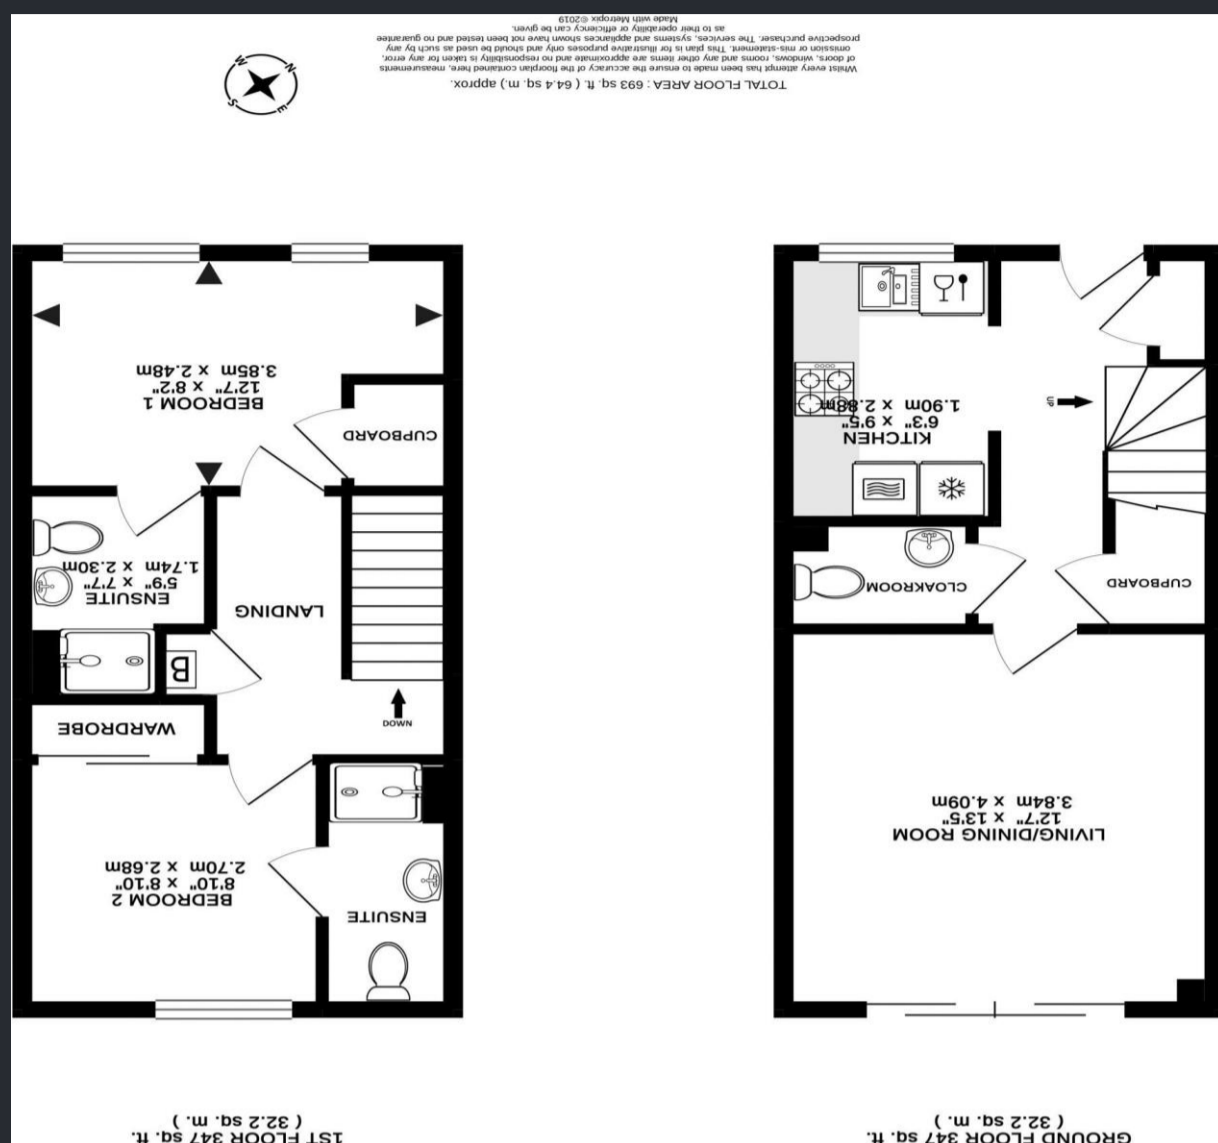 GROUND FLOOR 347 sq. ft.
( 32.2 sq. m. )
1ST FLOOR 347 sq. ft.
( 32.2 sq. m. )
LIVING/DINING ROOM
12'7" x 13'5"
3.84m x 4.09m
CUPBOARD
CLOAKROOM
KITCHEN
6'3" x 9'5"
1.90m x 2.88m
UP
ENSUITE
BEDROOM 2
8'10" x 8'10"
2.70m x 2.68m
DOWN
WARDROBE
B
LANDING
ENSUITE
5'9" x 7'7"
1.74m x 2.30m
CUPBOARD
BEDROOM 1
12'7" x 8'2"
3.85m x 2.48m
TOTAL FLOOR AREA : 693 sq. ft. ( 64.4 sq. m. ) approx.
Whilst every attempt has been made to ensure the accuracy of the floorplan contained here, measurements
of doors, windows, rooms and any other items are approximate and no responsibility is taken for any error,
omission or mis-statement. This plan is for illustrative purposes only and should be used as such by any
prospective purchaser. The services, systems and appliances shown have not been tested and no guarantee
as to their operability or efficiency can be given.
Made with Metropix ©2019
N
E
S
W